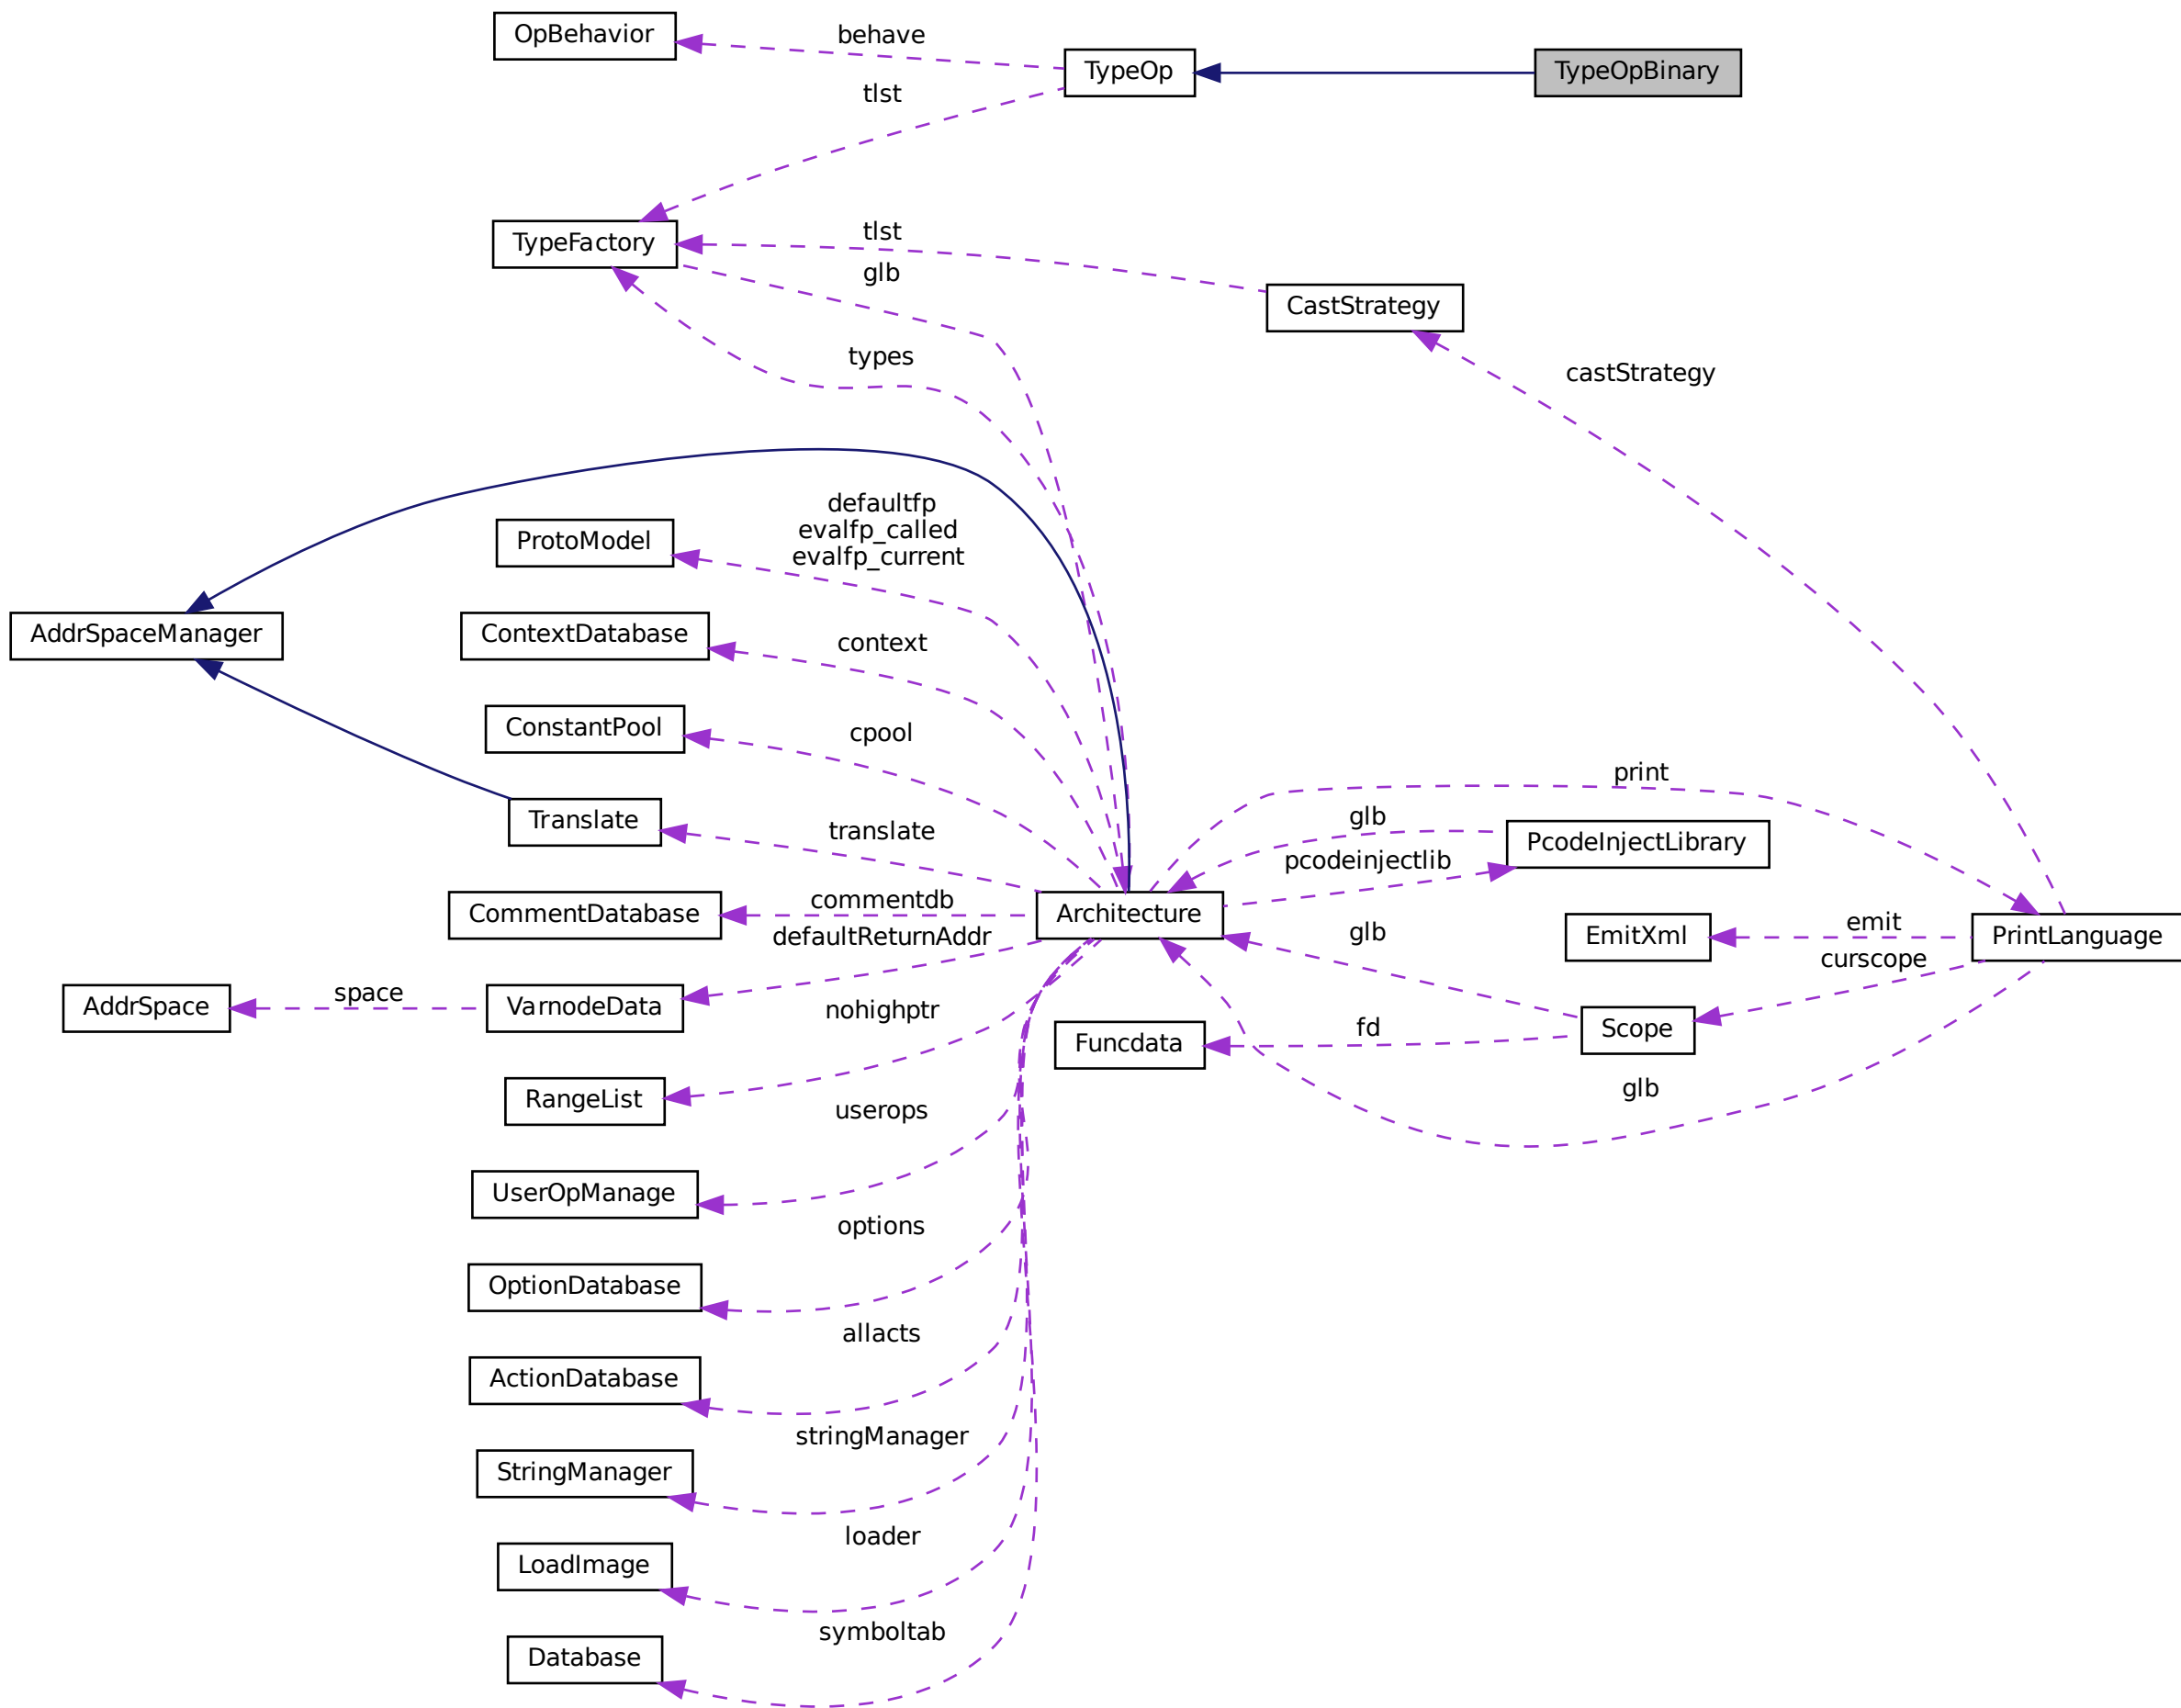 OpBehavior
behave
TypeOp
TypeOpBinary
tlst
TypeFactory
tlst
glb
CastStrategy
types
castStrategy
defaultfp
evalfp_called
evalfp_current
ProtoModel
AddrSpaceManager
ContextDatabase
context
ConstantPool
cpool
print
Translate
translate
glb
PcodeInjectLibrary
pcodeinjectlib
CommentDatabase
commentdb
Architecture
defaultReturnAddr
glb
EmitXml
emit
PrintLanguage
curscope
AddrSpace
space
VarnodeData
nohighptr
Funcdata
fd
Scope
RangeList
glb
userops
UserOpManage
options
OptionDatabase
allacts
ActionDatabase
stringManager
StringManager
loader
LoadImage
symboltab
Database